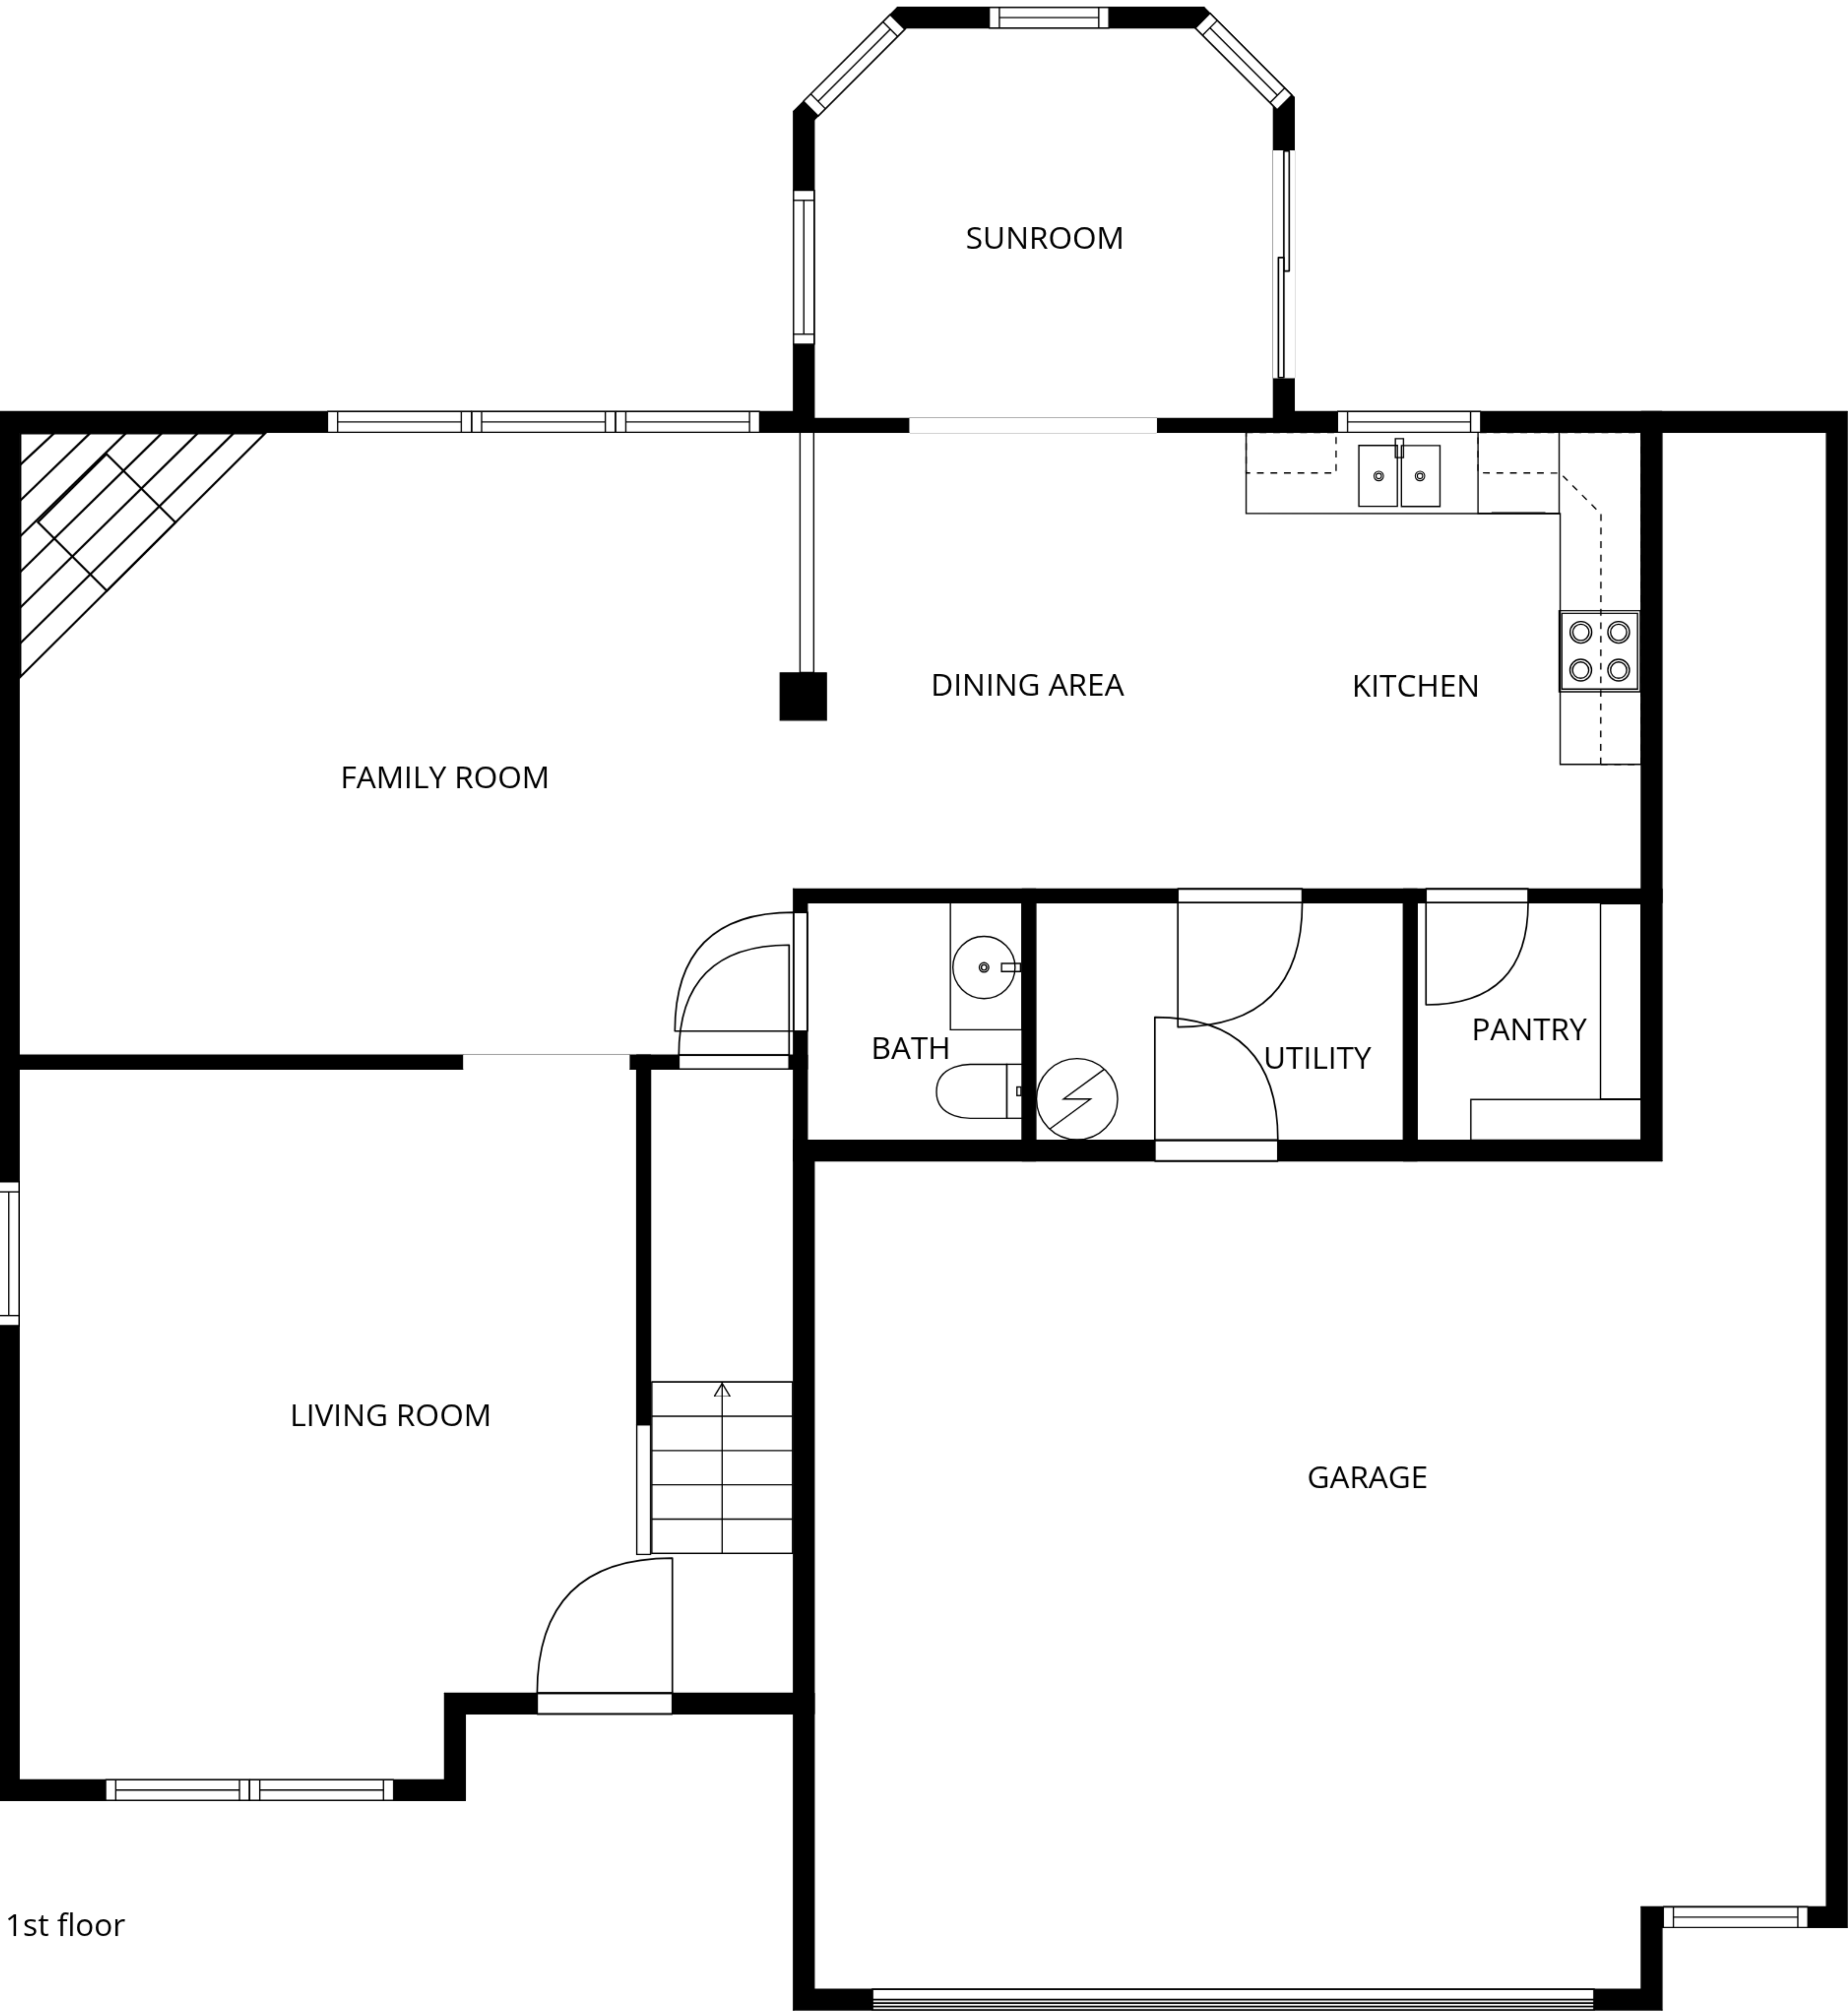 SUNROOM
DINING AREA
KITCHEN
FAMILY ROOM
BATH
UTILITY
PANTRY
LIVING ROOM
GARAGE
1st floor